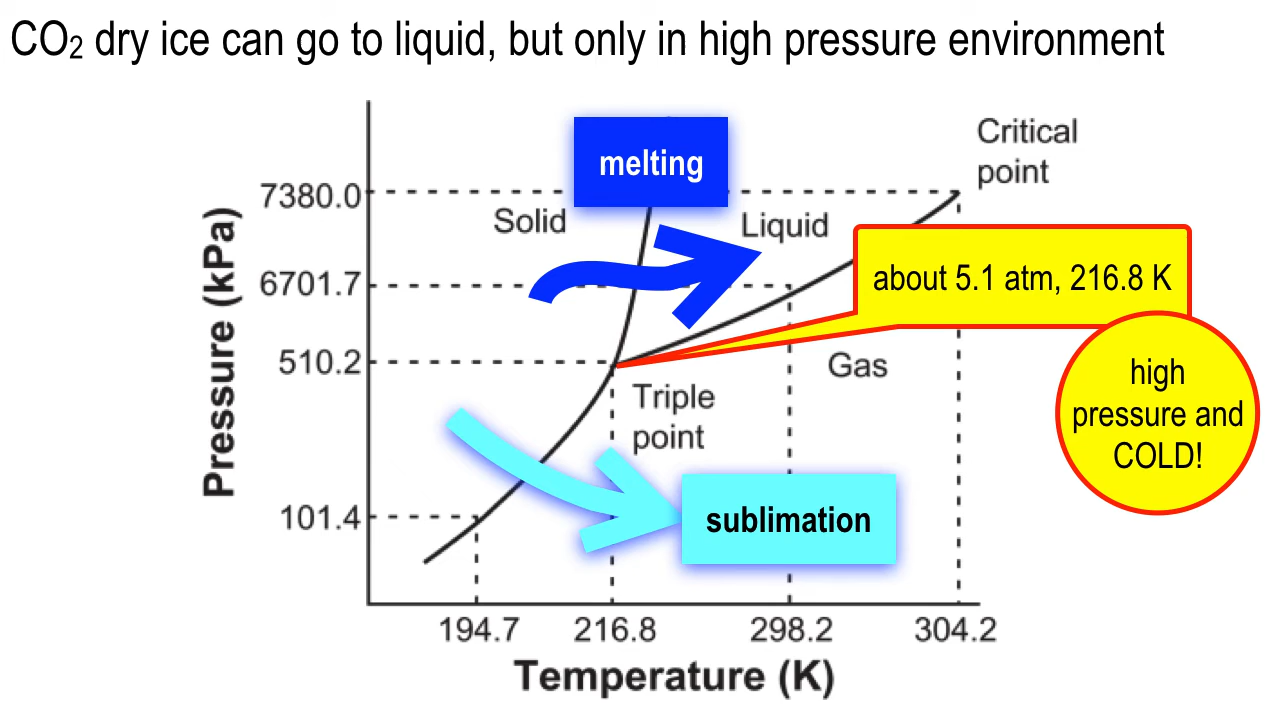 CO₂ dry ice can go to liquid, but only in high pressure environment
Critical
point
melting
7380.0
Solid
Liquid
about 5.1 atm, 216.8 K
6701.7
510.2
Gas
high
pressure and
COLD!
Triple
point
Pressure (kPa)
101.4
sublimation
194.7
216.8
298.2
304.2
Temperature (K)